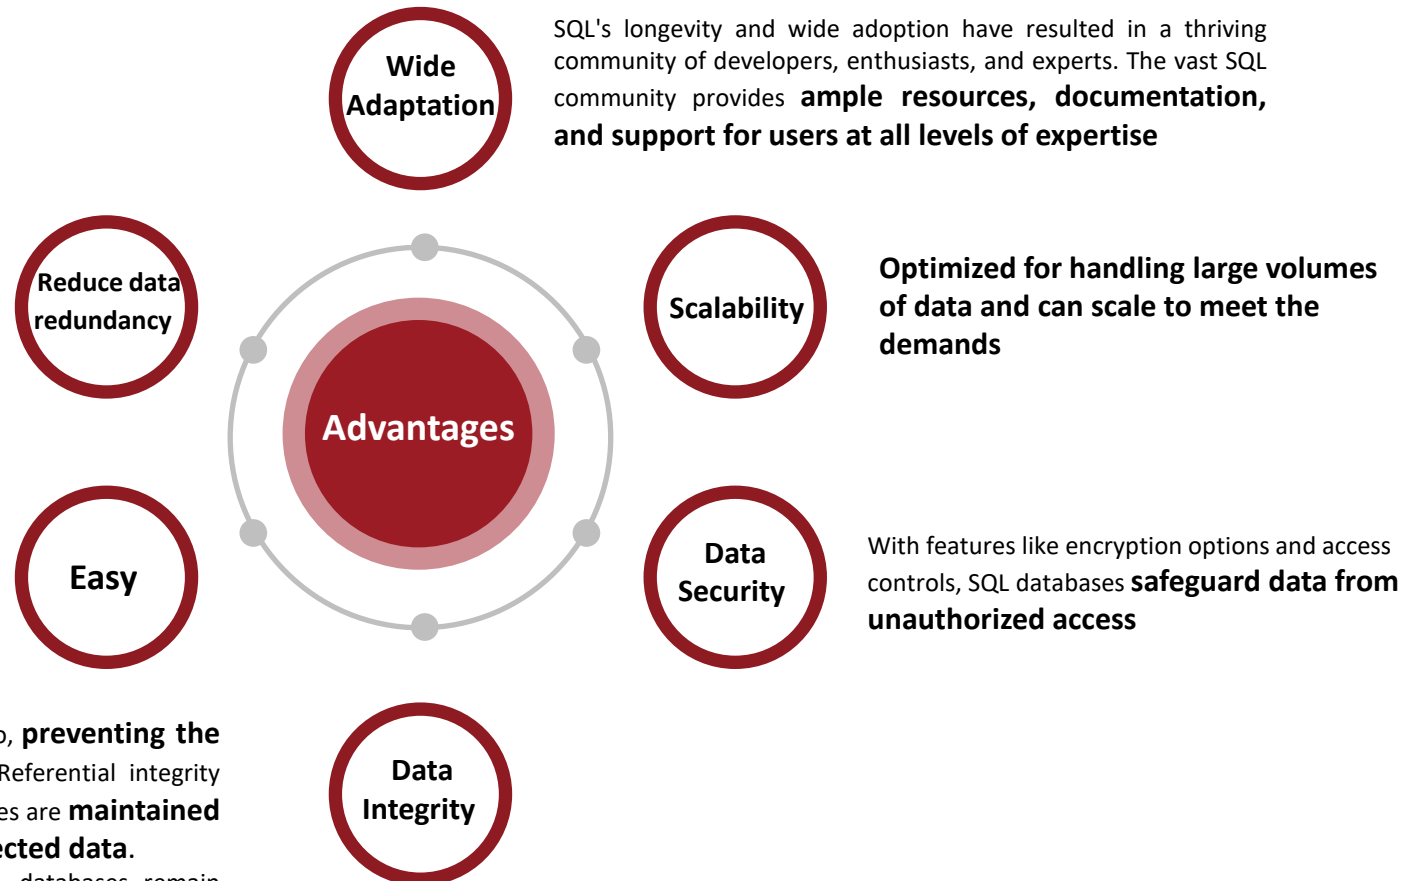 Wide
Adaptation
SQL's longevity and wide adoption have resulted in a thriving
community of developers, enthusiasts, and experts. The vast SQL
community provides ample resources, documentation,
and support for users at all levels of expertise
Reduce data
redundancy
Scalability
Optimized for handling large volumes
of data and can scale to meet the
demands
Advantages
Easy
Data
Security
With features like encryption options and access
controls, SQL databases safeguard data from
unauthorized access
preventing the
Referential integrity
are maintained
data.
databases remain
Data
Integrity